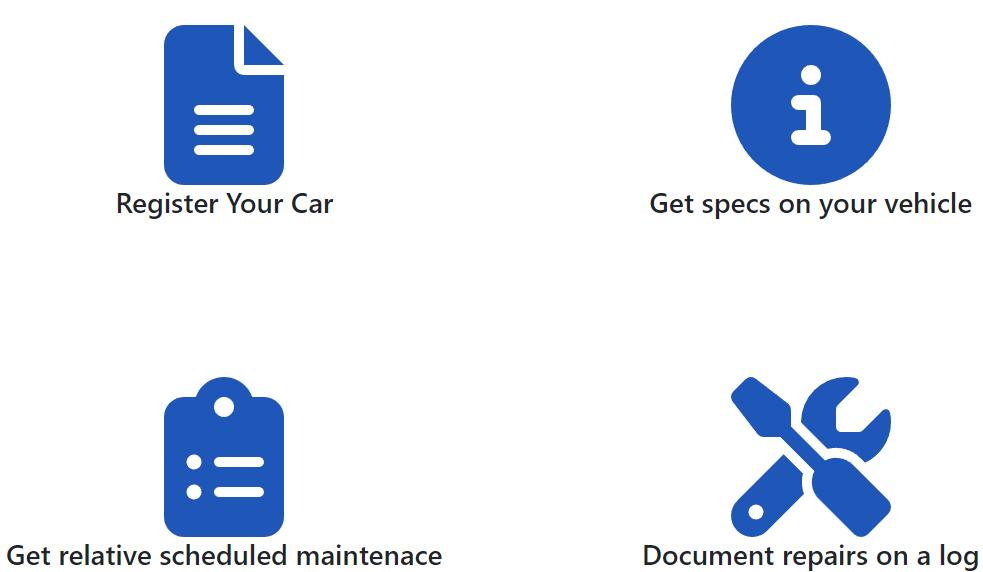 Register Your Car
Get specs on your vehicle
Get relative scheduled maintenace
Document repairs on a log